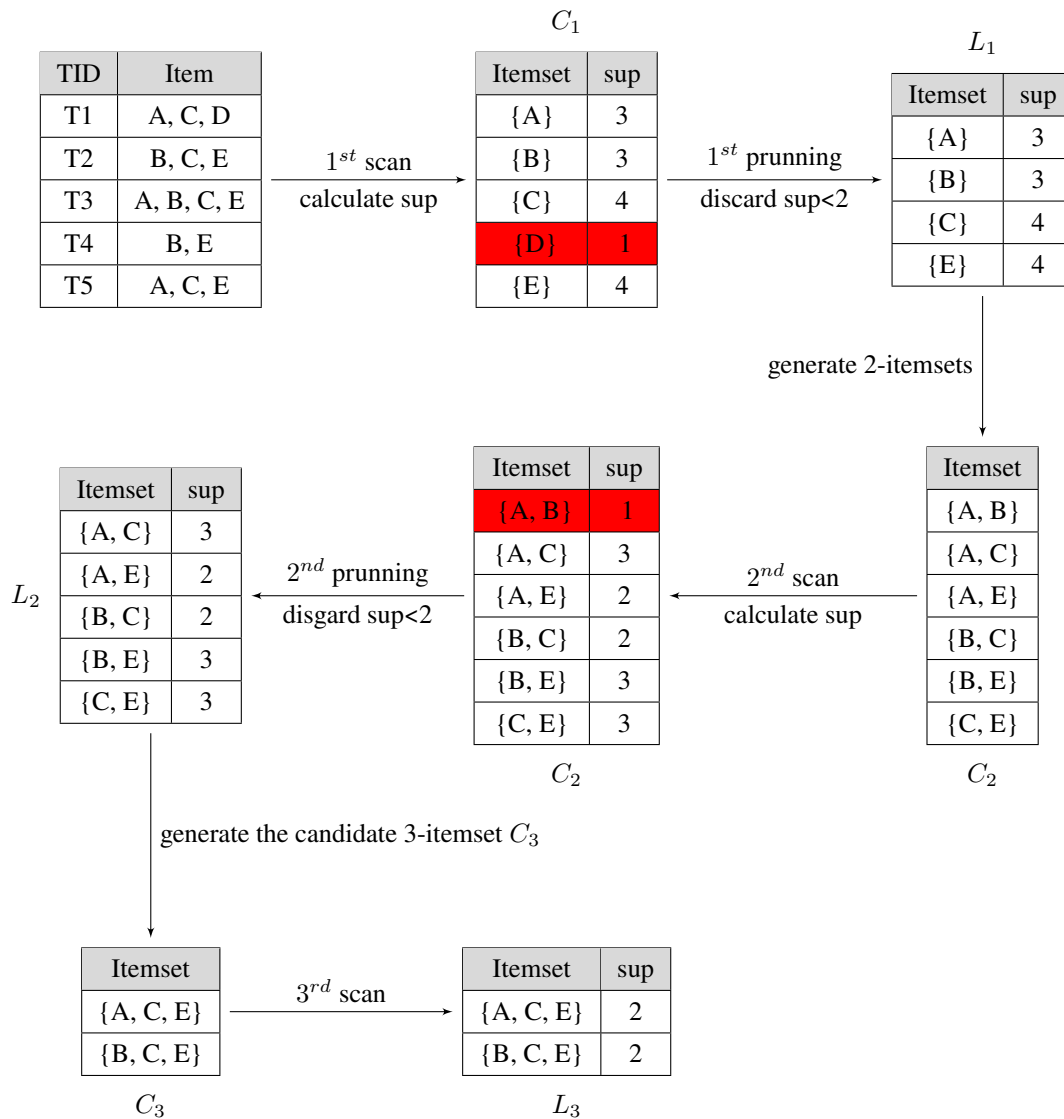 C₁
TID Item
T1 A, C, D
T2 B, C, E
T3 A, B, C, E
T4 B, E
T5 A, C, E
1ˢᵗ scan
calculate sup
Itemset sup
{A} 3
{B} 3
{C} 4
{D} 1
{E} 4
1ˢᵗ prunning
discard sup<2
L₁
Itemset sup
{A} 3
{B} 3
{C} 4
{E} 4
generate 2-itemsets
Itemset
{A, B}
{A, C}
{A, E}
{B, C}
{B, E}
{C, E}
C₂
2ⁿᵈ scan
calculate sup
Itemset sup
{A, B} 1
{A, C} 3
{A, E} 2
{B, C} 2
{B, E} 3
{C, E} 3
C₂
2ⁿᵈ prunning
disgard sup<2
L₂
Itemset sup
{A, C} 3
{A, E} 2
{B, C} 2
{B, E} 3
{C, E} 3
generate the candidate 3-itemset C₃
Itemset
{A, C, E}
{B, C, E}
C₃
3ʳᵈ scan
Itemset sup
{A, C, E} 2
{B, C, E} 2
L₃